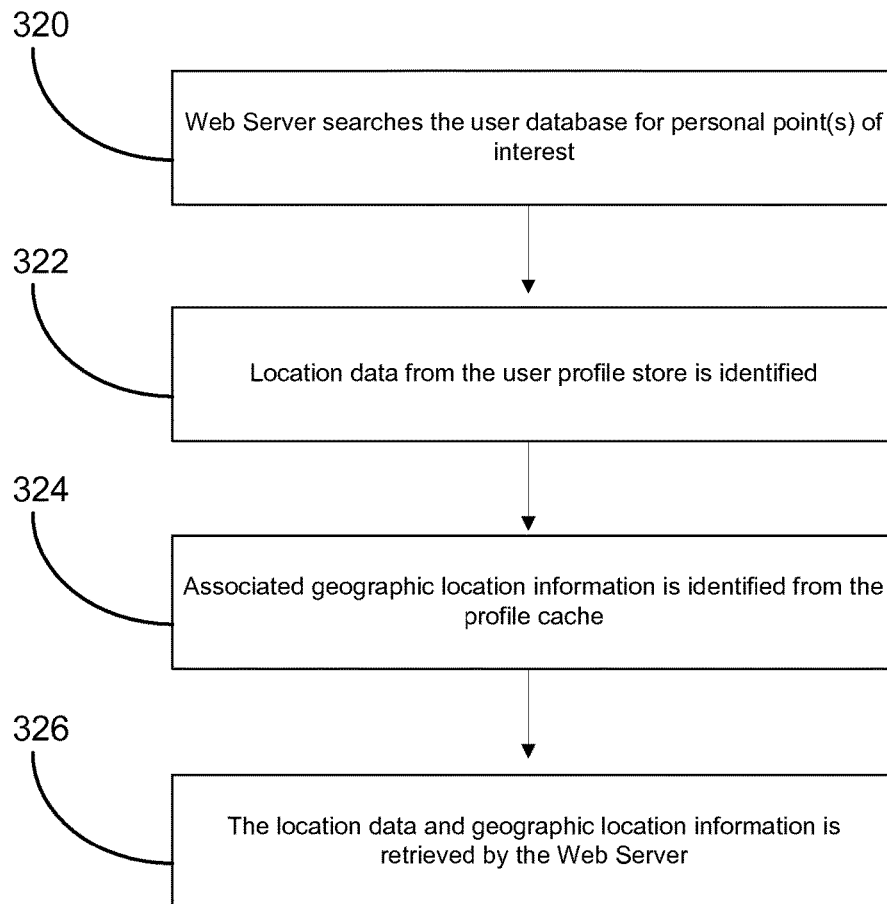 320
Web Server searches the user database for personal point(s) of
interest
322
Location data from the user profile store is identified
324
Associated geographic location information is identified from the
profile cache
326
The location data and geographic location information is
retrieved by the Web Server